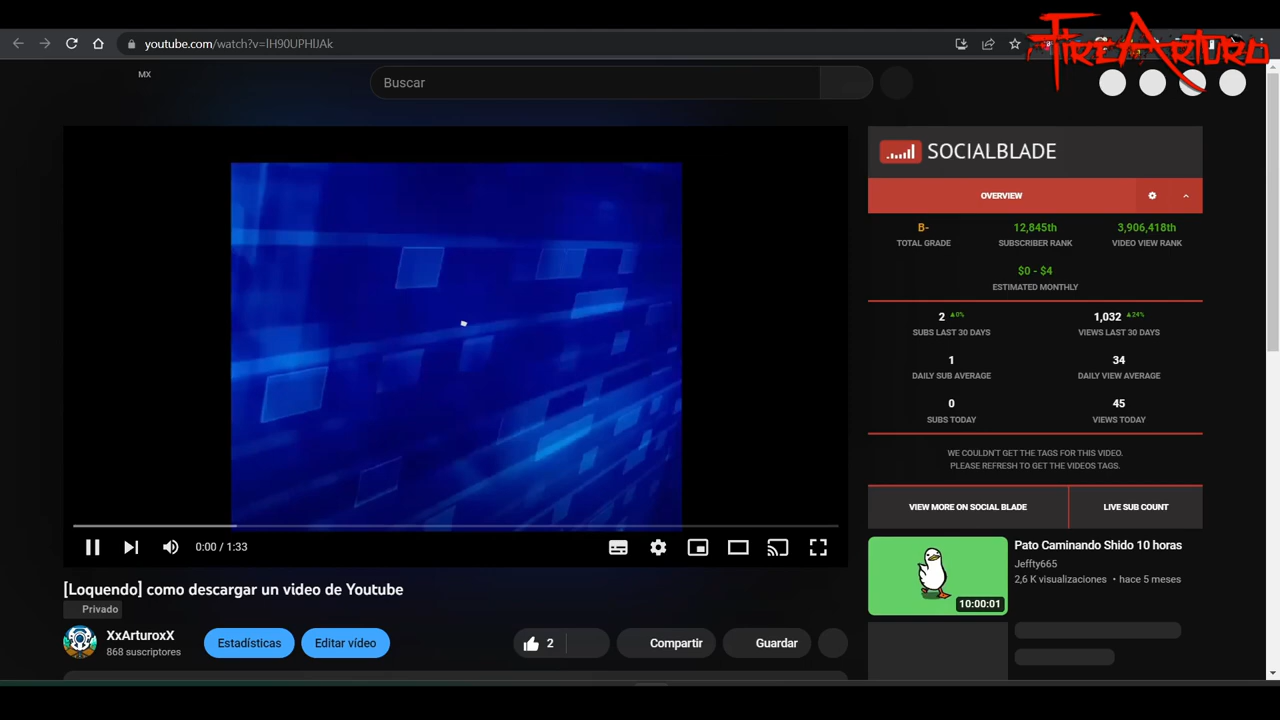 youtube.com/watch?v=lH90UPHlJAk
FireArturo
MX
Buscar
SOCIALBLADE
OVERVIEW
B-
12,845th
3,906,418th
TOTAL GRADE
SUBSCRIBER RANK
VIDEO VIEW RANK
$0 - $4
ESTIMATED MONTHLY
2 ▲0%
1,032 ▲24%
SUBS LAST 30 DAYS
VIEWS LAST 30 DAYS
1
34
DAILY SUB AVERAGE
DAILY VIEW AVERAGE
0
45
SUBS TODAY
VIEWS TODAY
WE COULDN'T GET THE TAGS FOR THIS VIDEO.
PLEASE REFRESH TO GET THE VIDEOS TAGS.
VIEW MORE ON SOCIAL BLADE
LIVE SUB COUNT
0:00 / 1:33
[Loquendo] como descargar un video de Youtube
Privado
XxArturoxX
868 suscriptores
Estadísticas
Editar vídeo
2
Compartir
Guardar
Pato Caminando Shido 10 horas
Jeffty665
2,6 K visualizaciones • hace 5 meses
10:00:01